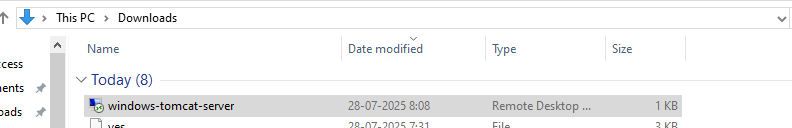 This PC > Downloads
Name Date modified Type Size
ccess
Today (8)
ments
windows-tomcat-server 28-07-2025 8:08 Remote Desktop ... 1 KB
oads
yes 28-07-2025 7:31 File 3 KB